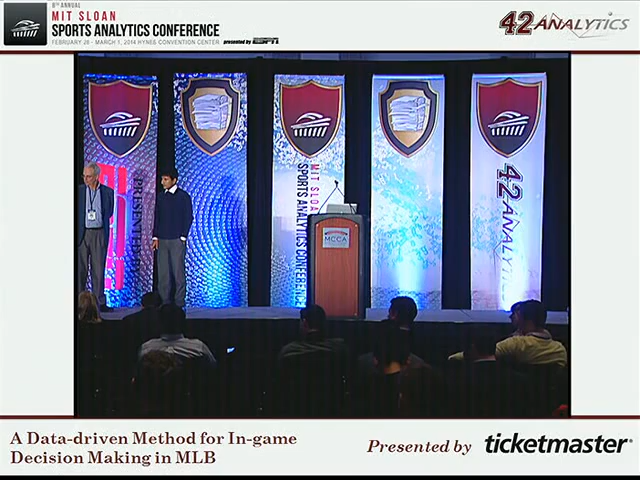 8TH ANNUAL
MIT SLOAN
SPORTS ANALYTICS CONFERENCE
FEBRUARY 28 - MARCH 1, 2014 HYNES CONVENTION CENTER presented by ESPN
42 ANALYTICS
MIT SLOAN
SPORTS ANALYTICS CONFERENCE
42 ANALYTICS
MCCA
A Data-driven Method for In-game
Decision Making in MLB
Presented by ticketmaster®